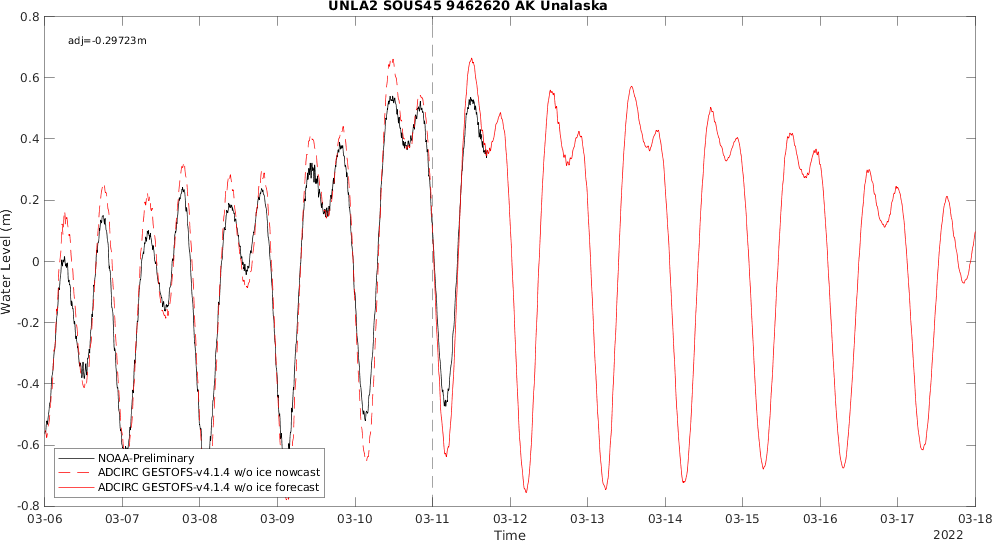 UNLA2 SOUS45 9462620 AK Unalaska
adj=-0.29723m
Water Level (m)
0.8
0.6
0.4
0.2
0
-0.2
-0.4
-0.6
-0.8
NOAA-Preliminary
ADCIRC GESTOFS-v4.1.4 w/o ice nowcast
ADCIRC GESTOFS-v4.1.4 w/o ice forecast
03-06 03-07 03-08 03-09 03-10 03-11 03-12 03-13 03-14 03-15 03-16 03-17 03-18
Time
2022